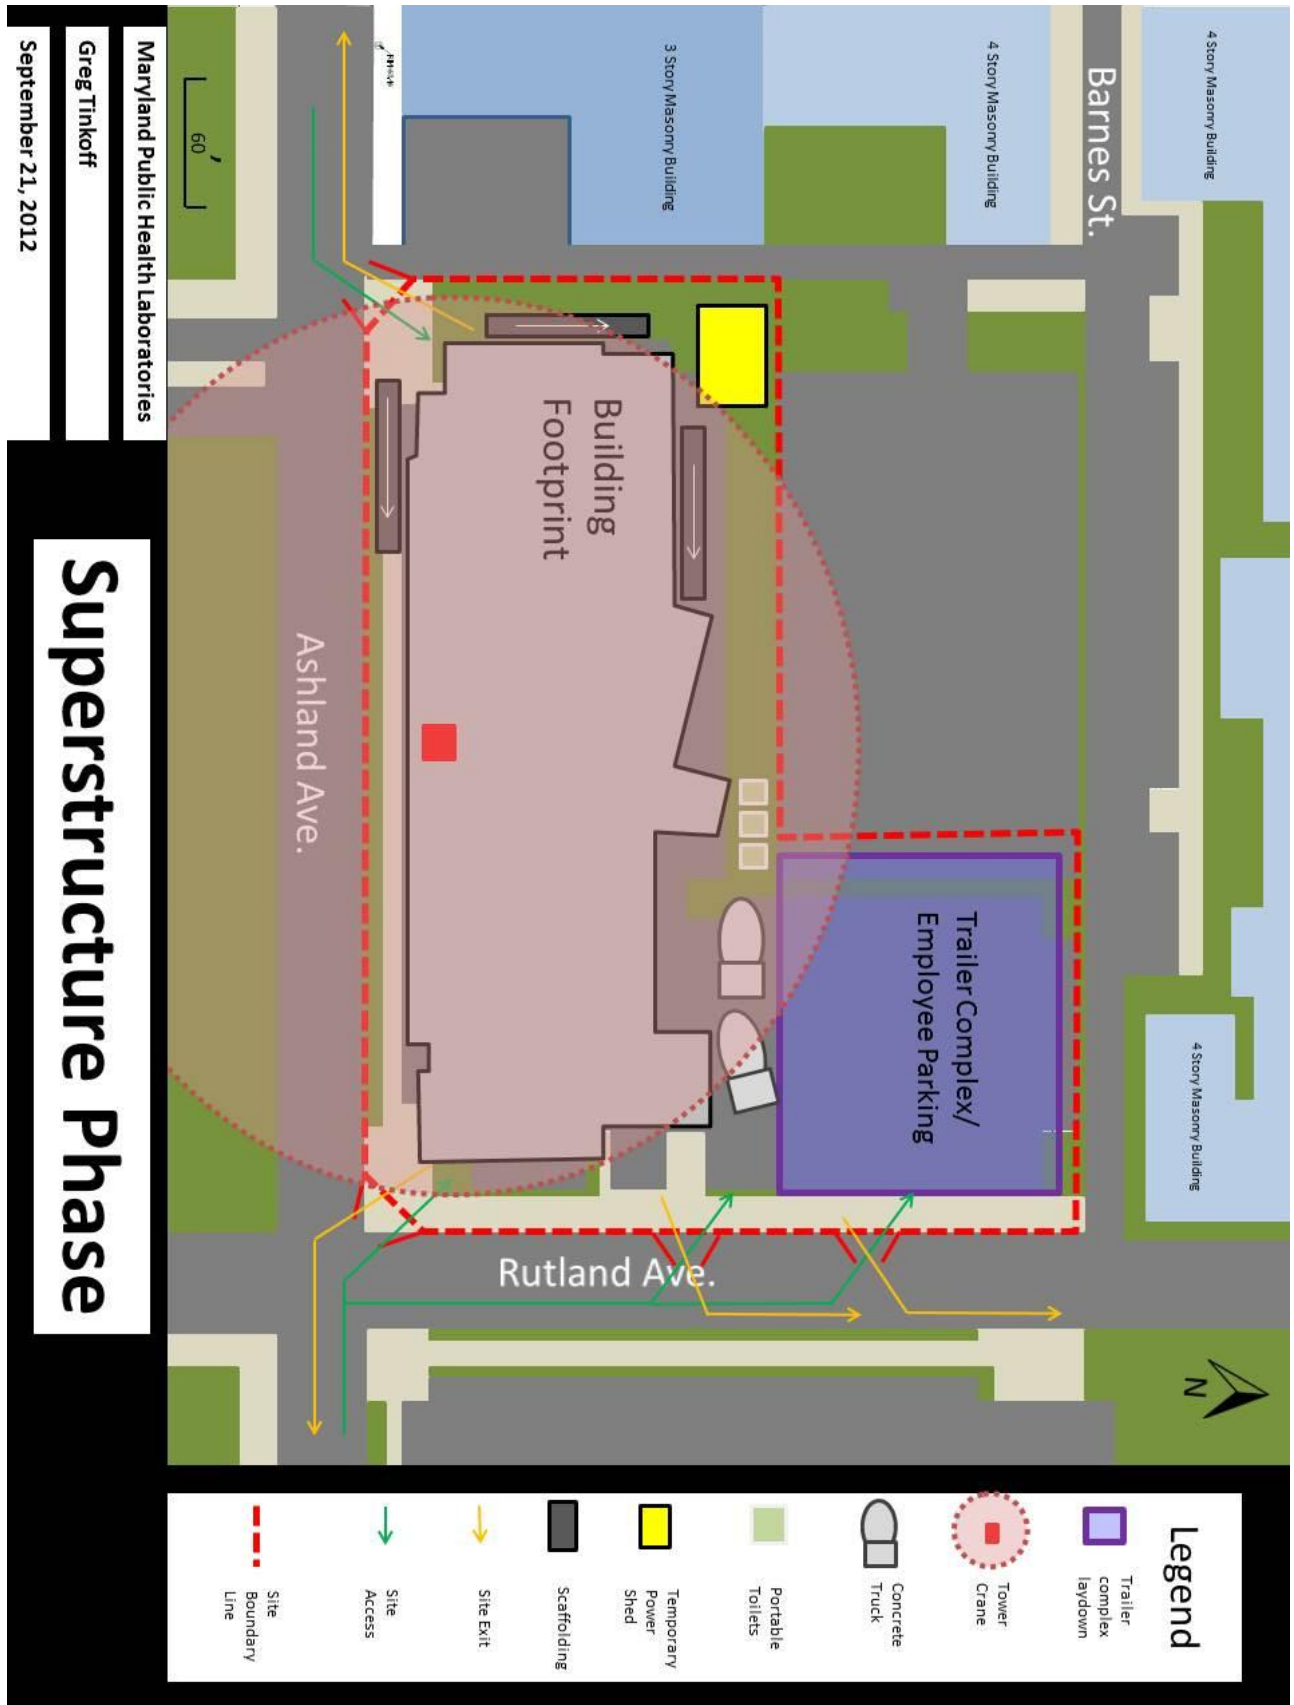 Maryland Public Health Laboratories
Greg Tinkoff
September 21, 2012
Superstructure Phase
4 Story Masonry Building
4 Story Masonry Building
3 Story Masonry Building
4 Story Masonry Building
Barnes St.
Building
Footprint
Trailer Complex/
Employee Parking
Ashland Ave.
Rutland Ave.
60’
N
Legend
Trailer
complex
laydown
Tower
Crane
Concrete
Truck
Portable
Toilets
Temporary
Power
Shed
Scaffolding
Site Exit
Site
Access
Site
Boundary
Line